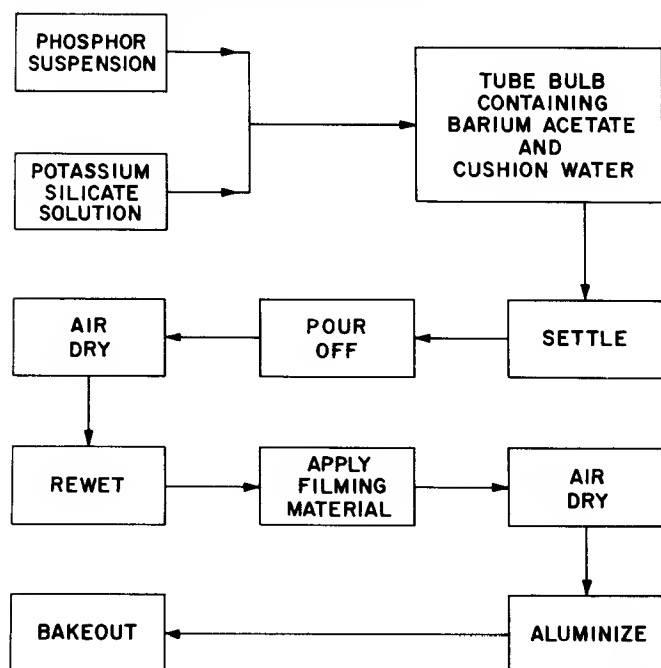 PHOSPHOR
SUSPENSION
POTASSIUM
SILICATE
SOLUTION
TUBE BULB
CONTAINING
BARIUM ACETATE
AND
CUSHION WATER
SETTLE
POUR
OFF
AIR
DRY
REWET
APPLY
FILMING
MATERIAL
AIR
DRY
ALUMINIZE
BAKEOUT